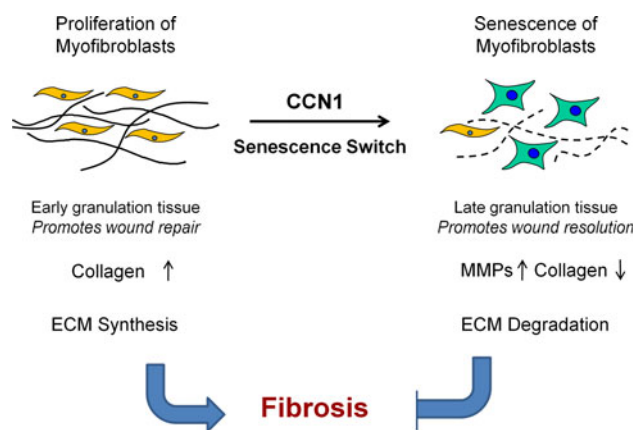 Proliferation of
Myofibroblasts
Senescence of
Myofibroblasts
CCN1
Senescence Switch
Early granulation tissue
Promotes wound repair
Late granulation tissue
Promotes wound resolution
Collagen ↑
MMPs ↑ Collagen ↓
ECM Synthesis
ECM Degradation
Fibrosis